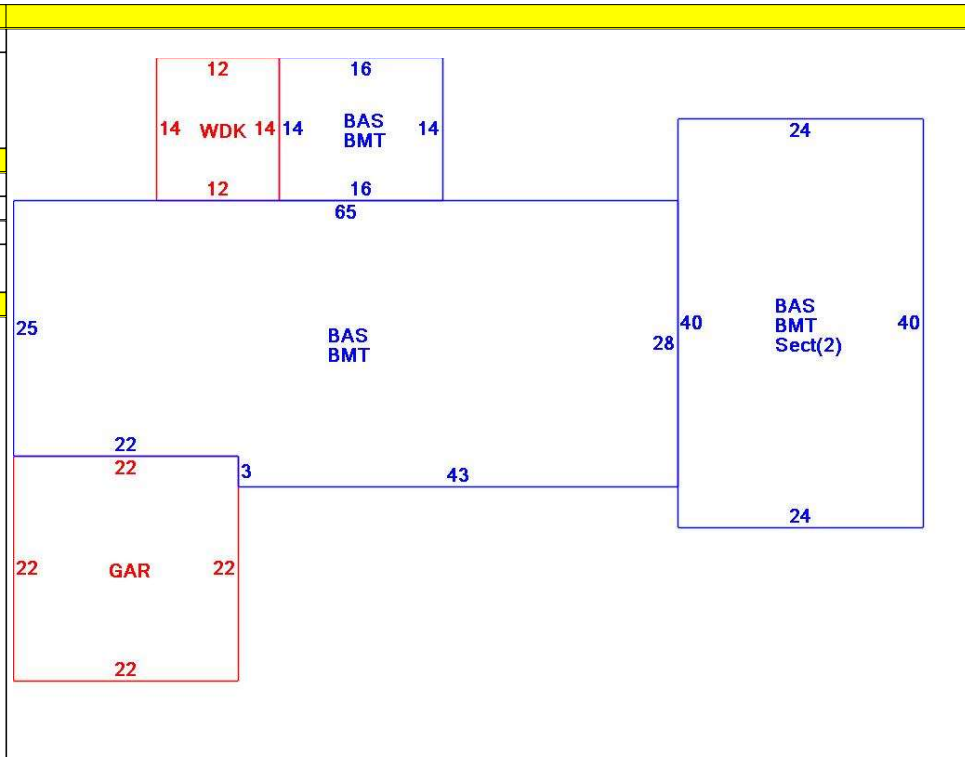 12 16
14 WDK 14 14 BAS 14
BMT
12 16
24
65
25 BAS
BMT
28
40 BAS 40
BMT
Sect(2)
22
22
3
43
24
22 GAR 22
22